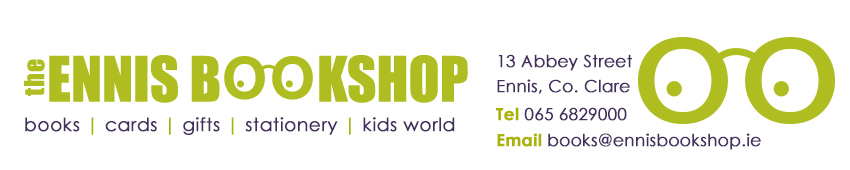 the ENNIS BOOKSHOP
books | cards | gifts | stationery | kids world
13 Abbey Street
Ennis, Co. Clare
Tel 065 6829000
Email books@ennisbookshop.ie